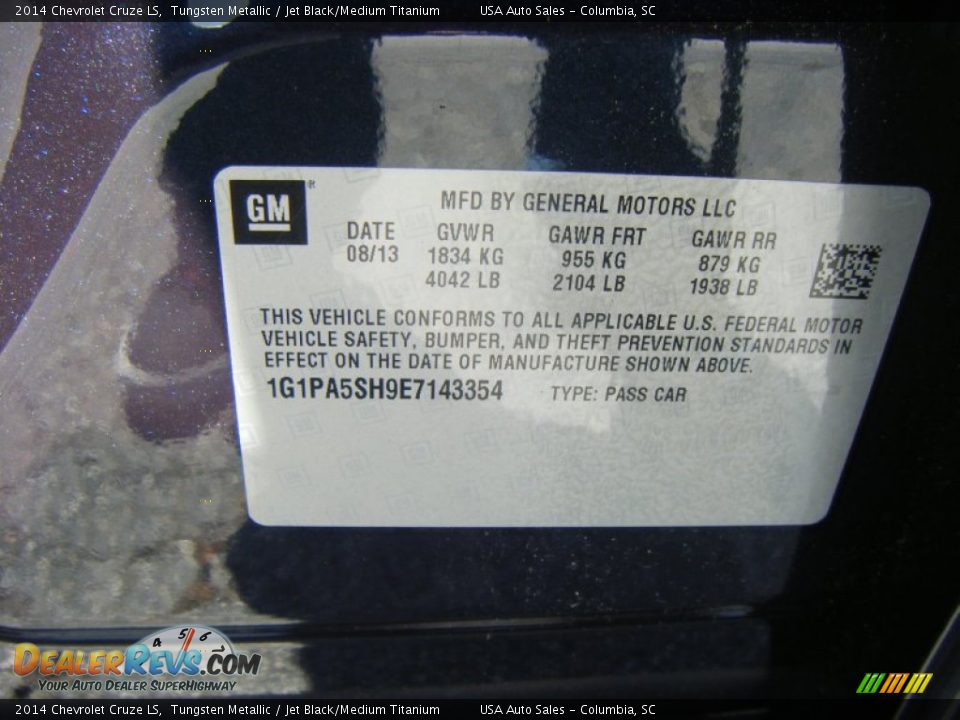 2014 Chevrolet Cruze LS, Tungsten Metallic / Jet Black/Medium Titanium USA Auto Sales - Columbia, SC
GM
MFD BY GENERAL MOTORS LLC
DATE GVWR GAWR FRT GAWR RR
08/13 1834 KG 955 KG 879 KG
4042 LB 2104 LB 1938 LB
THIS VEHICLE CONFORMS TO ALL APPLICABLE U.S. FEDERAL MOTOR
VEHICLE SAFETY, BUMPER, AND THEFT PREVENTION STANDARDS IN
EFFECT ON THE DATE OF MANUFACTURE SHOWN ABOVE.
1G1PA5SH9E7143354 TYPE: PASS CAR
4 5 6
DEALERREVS.COM
YOUR AUTO DEALER SUPERHIGHWAY
2014 Chevrolet Cruze LS, Tungsten Metallic / Jet Black/Medium Titanium USA Auto Sales - Columbia, SC